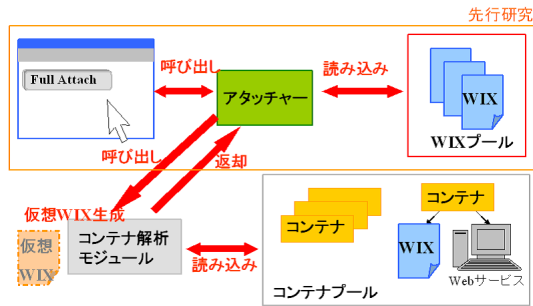 先行研究
Full Attach
呼び出し
アタッチャー
読み込み
WIX
WIXプール
呼び出し
返却
仮想WIX生成
仮想
WIX
コンテナ解析
モジュール
読み込み
コンテナ
コンテナ
WIX
Webサービス
コンテナプール